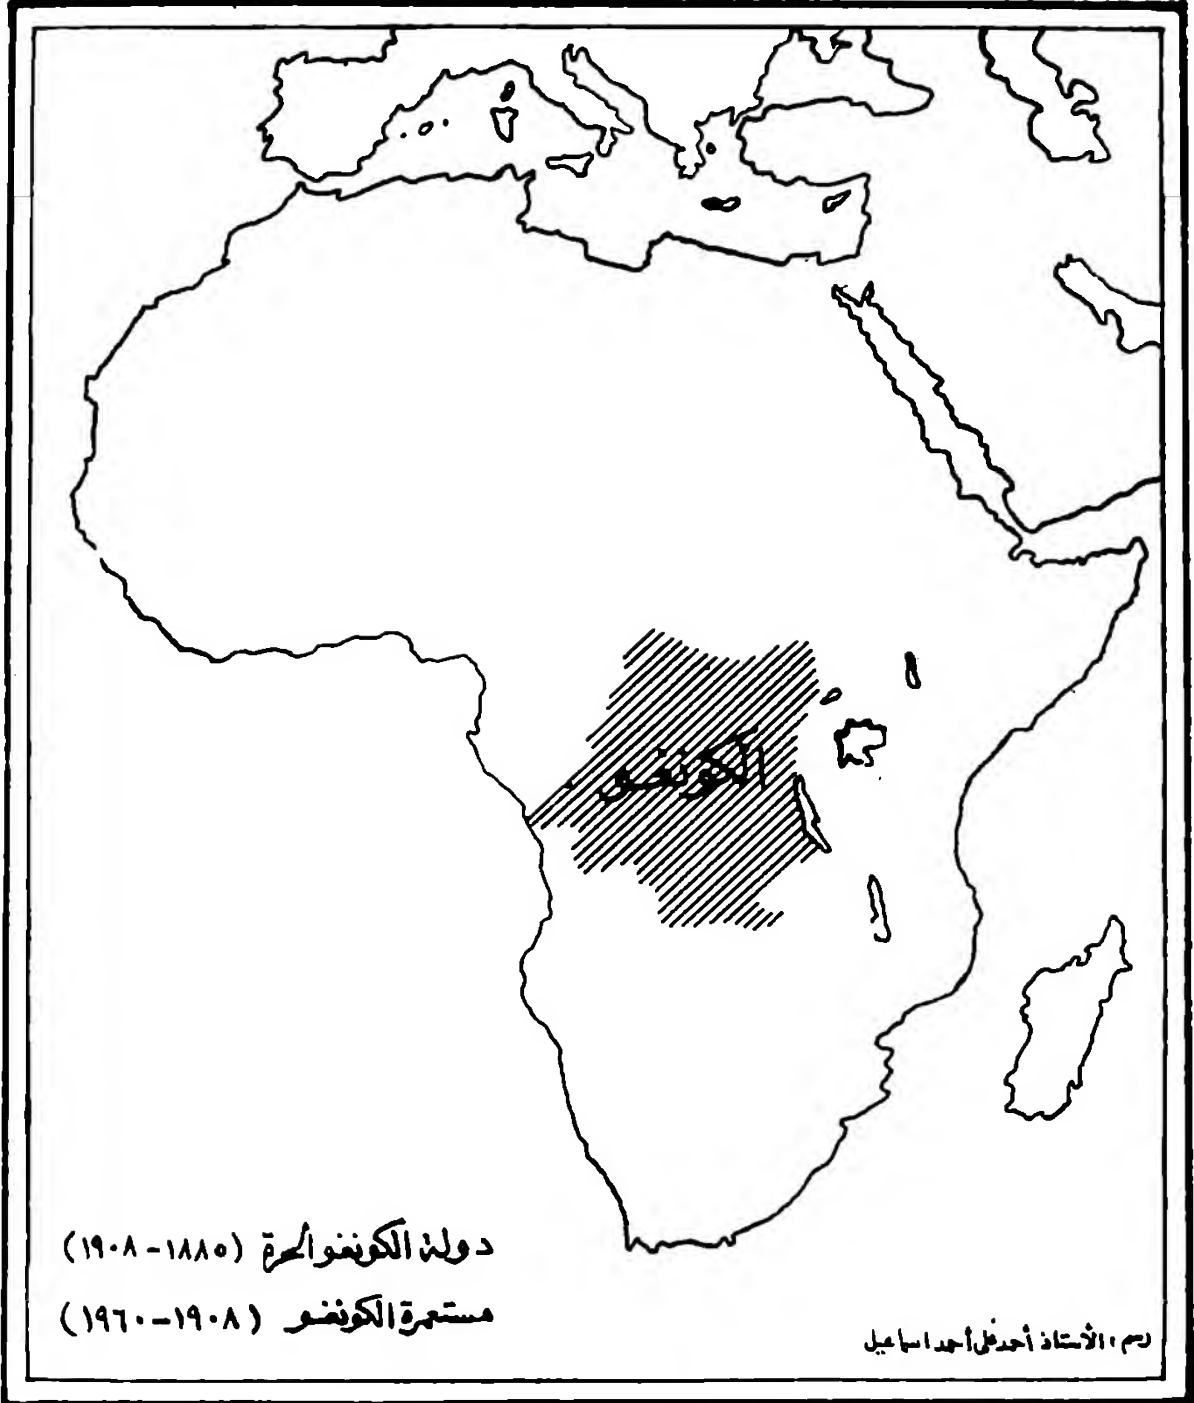 الكونغو
دولة الكونغو الحرة (١٨٨٥-١٩٠٨)
مستعمرة الكونغو (١٩٠٨-١٩٦٠)
رسم: الأستاذ أحمد علي أحمد اسماعيل